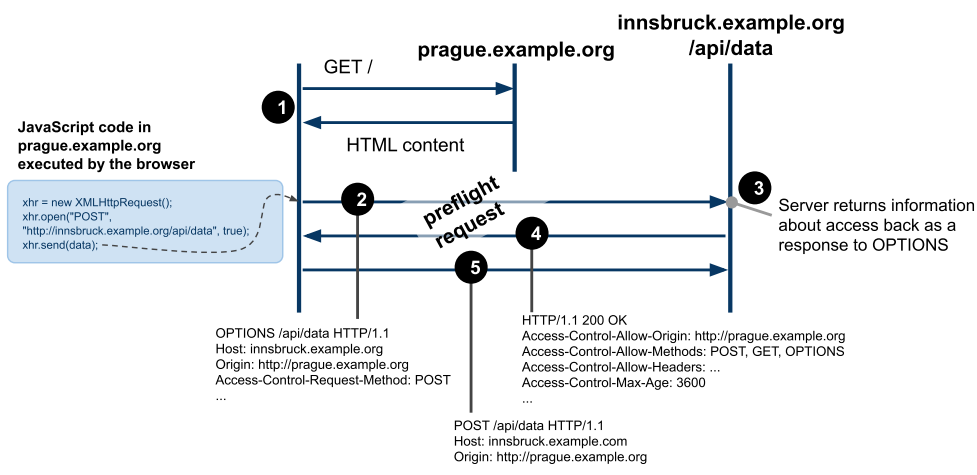 innsbruck.example.org
/api/data
prague.example.org
GET /
1
HTML content
JavaScript code in
prague.example.org
executed by the browser
xhr = new XMLHttpRequest();
xhr.open("POST",
"http://innsbruck.example.org/api/data", true);
xhr.send(data);
2
preflight
request
3
Server returns information
about access back as a
response to OPTIONS
4
5
OPTIONS /api/data HTTP/1.1
Host: innsbruck.example.org
Origin: http://prague.example.org
Access-Control-Request-Method: POST
...
HTTP/1.1 200 OK
Access-Control-Allow-Origin: http://prague.example.org
Access-Control-Allow-Methods: POST, GET, OPTIONS
Access-Control-Allow-Headers: ...
Access-Control-Max-Age: 3600
...
POST /api/data HTTP/1.1
Host: innsbruck.example.com
Origin: http://prague.example.org